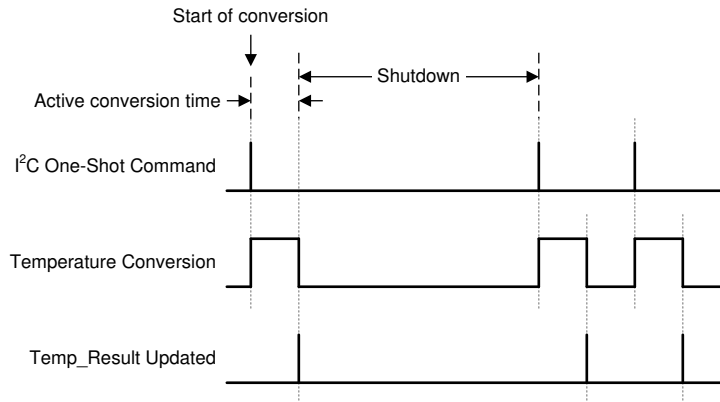 Start of conversion
Shutdown
Active conversion time
I²C One-Shot Command
Temperature Conversion
Temp_Result Updated